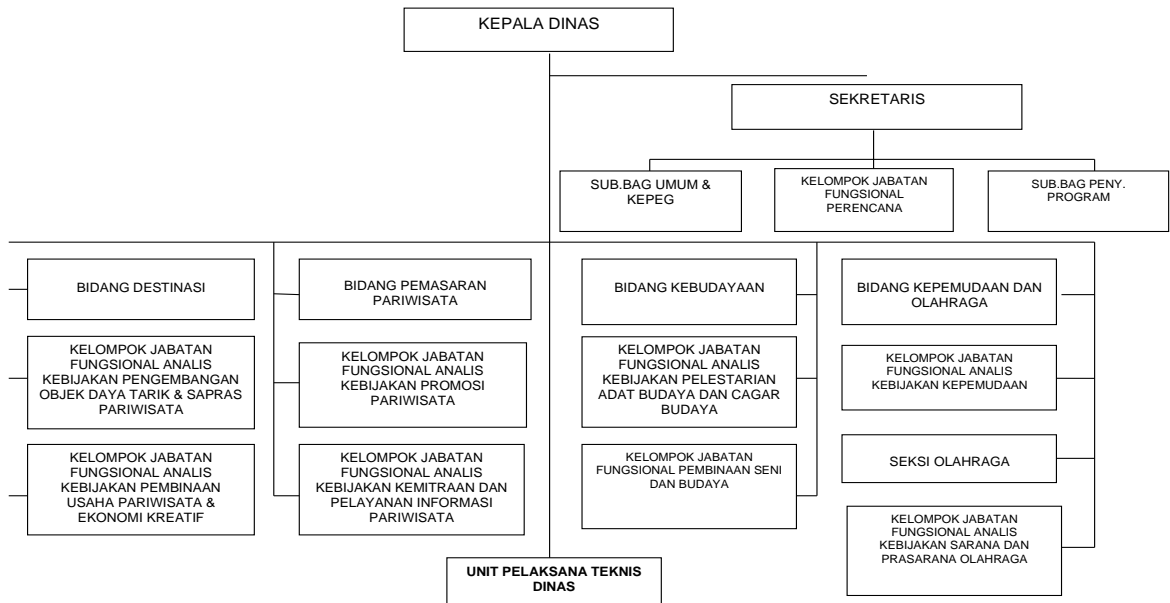 KEPALA DINAS
SEKRETARIS
SUB.BAG UMUM &
KEPEG
KELOMPOK JABATAN
FUNGSIONAL
PERENCANA
SUB.BAG PENY.
PROGRAM
BIDANG DESTINASI
BIDANG PEMASARAN
PARIWISATA
BIDANG KEBUDAYAAN
BIDANG KEPEMUDAAN DAN
OLAHRAGA
KELOMPOK JABATAN
FUNGSIONAL ANALIS
KEBIJAKAN PENGEMBANGAN
OBJEK DAYA TARIK & SAPRAS
PARIWISATA
KELOMPOK JABATAN
FUNGSIONAL ANALIS
KEBIJAKAN PROMOSI
PARIWISATA
KELOMPOK JABATAN
FUNGSIONAL ANALIS
KEBIJAKAN PELESTARIAN
ADAT BUDAYA DAN CAGAR
BUDAYA
KELOMPOK JABATAN
FUNGSIONAL ANALIS
KEBIJAKAN KEPEMUDAAN
KELOMPOK JABATAN
FUNGSIONAL ANALIS
KEBIJAKAN PEMBINAAN
USAHA PARIWISATA &
EKONOMI KREATIF
KELOMPOK JABATAN
FUNGSIONAL ANALIS
KEBIJAKAN KEMITRAAN DAN
PELAYANAN INFORMASI
PARIWISATA
KELOMPOK JABATAN
FUNGSIONAL PEMBINAAN SENI
DAN BUDAYA
SEKSI OLAHRAGA
KELOMPOK JABATAN
FUNGSIONAL ANALIS
KEBIJAKAN SARANA DAN
PRASARANA OLAHRAGA
UNIT PELAKSANA TEKNIS
DINAS